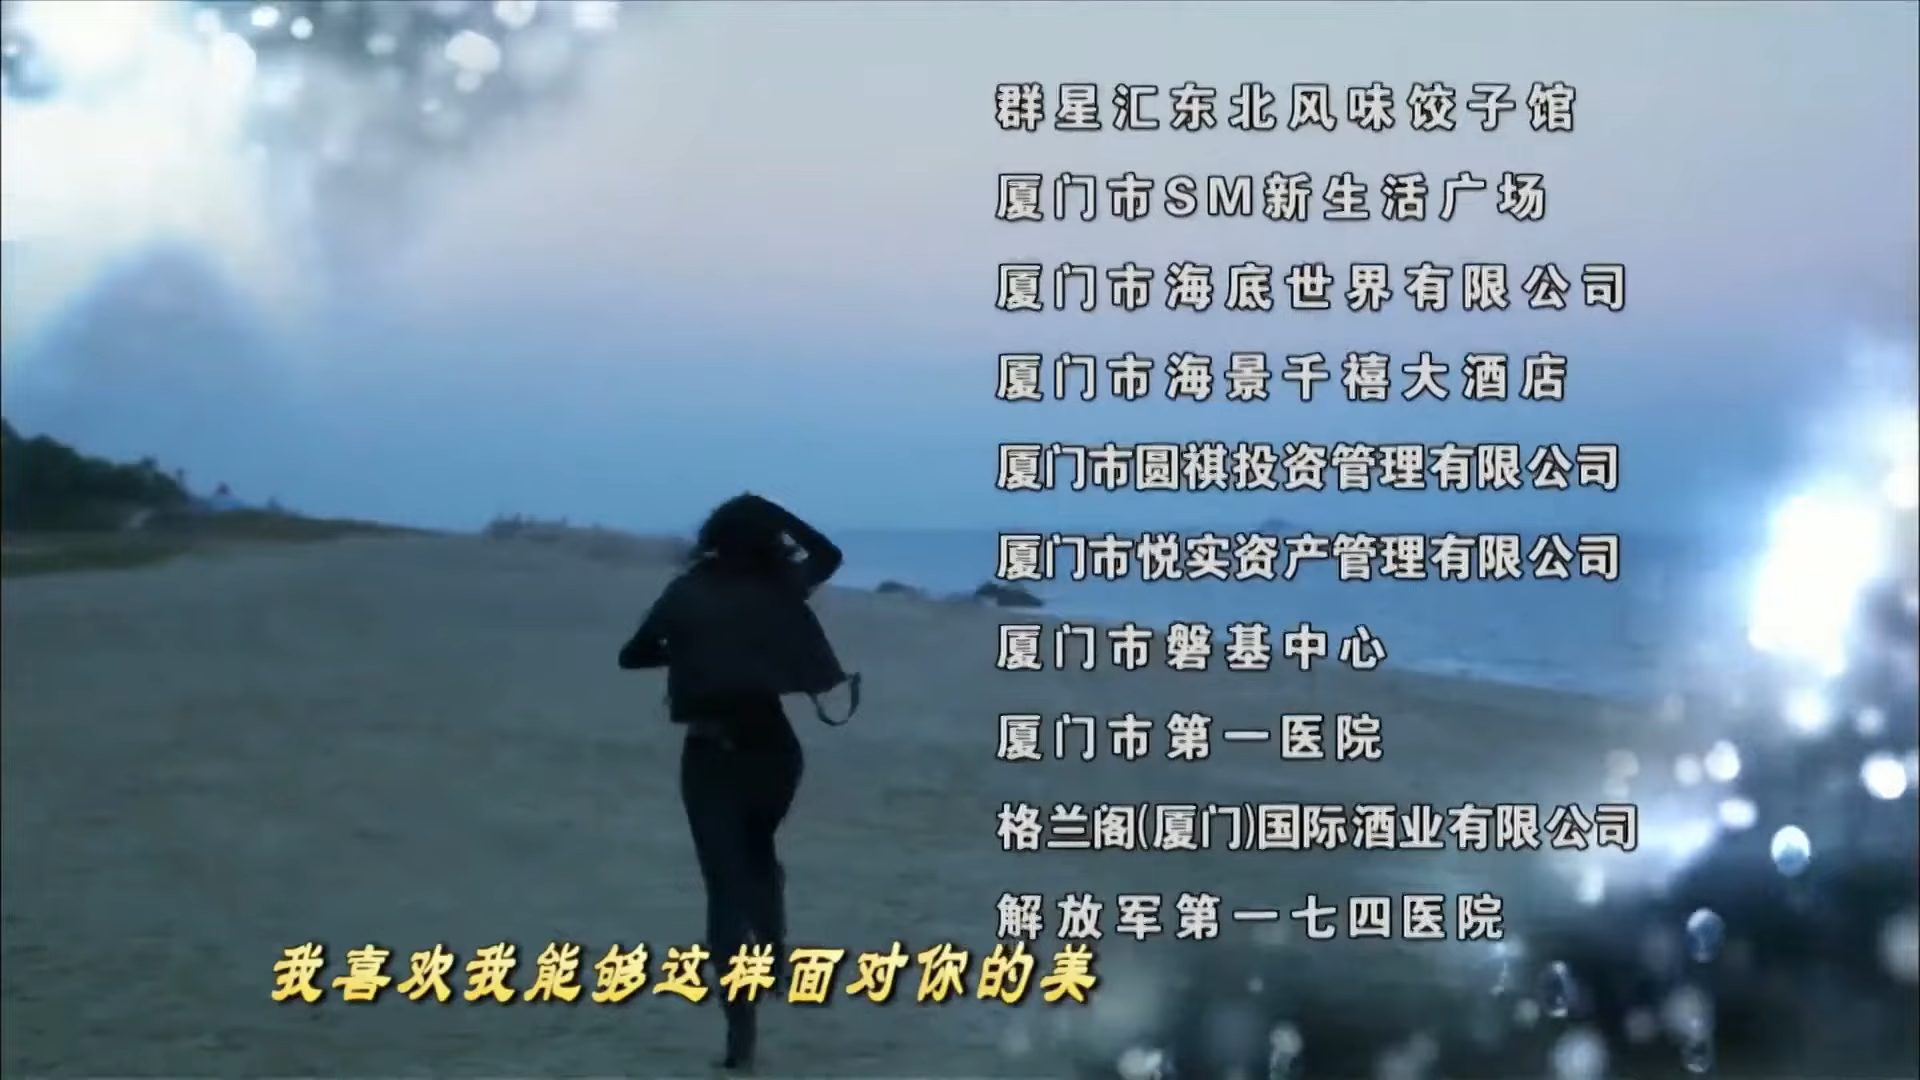 群星汇东北风味饺子馆
厦门市SM新生活广场
厦门市海底世界有限公司
厦门市海景千禧大酒店
厦门市圆祺投资管理有限公司
厦门市悦实资产管理有限公司
厦门市磐基中心
厦门市第一医院
格兰阁(厦门)国际酒业有限公司
解放军第一七四医院
我喜欢我能够这样面对你的美